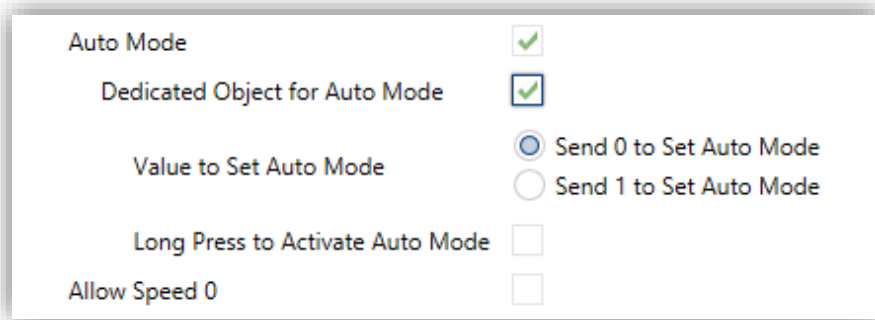 Auto Mode
Dedicated Object for Auto Mode
Value to Set Auto Mode
Send 0 to Set Auto Mode
Send 1 to Set Auto Mode
Long Press to Activate Auto Mode
Allow Speed 0